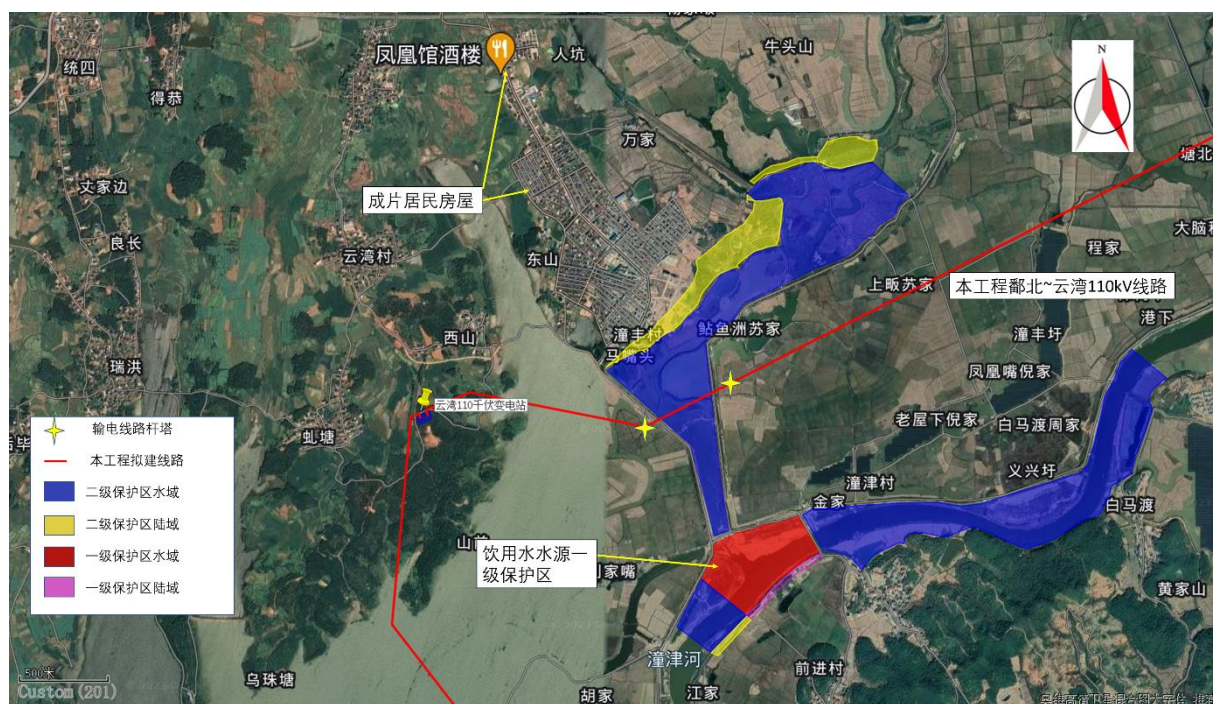 统四
得恭
丈家边
良长
云湾村
瑞洪
虬塘
西山
东山
凤凰馆酒楼
人坑
牛头山
N
万家
成片居民房屋
塘北
程家
上畈苏家
本工程鄱北~云湾110kV线路
港下
潼丰村
马嘴头
鲇鱼洲苏家
潼丰圩
凤凰嘴倪家
云湾110千伏变电站
老屋下倪家
白马渡周家
义兴圩
潼津村
金家
白马渡
输电线路杆塔
本工程拟建线路
二级保护区水域
二级保护区陆域
一级保护区水域
一级保护区陆域
饮用水水源一
级保护区
黄家山
潼津河
前进村
500米
Custom(201)
乌珠塘
胡家
江家